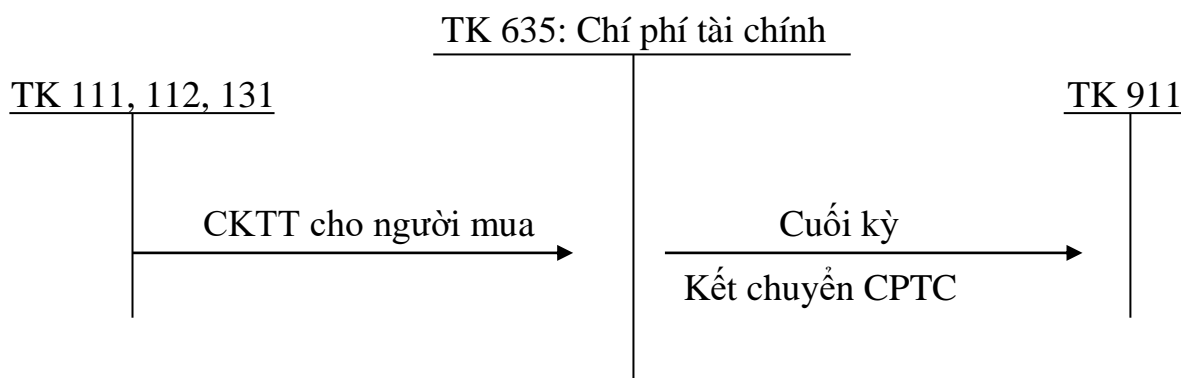 TK 635: Chí phí tài chính
TK 111, 112, 131
TK 911
CKTT cho người mua
Cuối kỳ
Kết chuyển CPTC